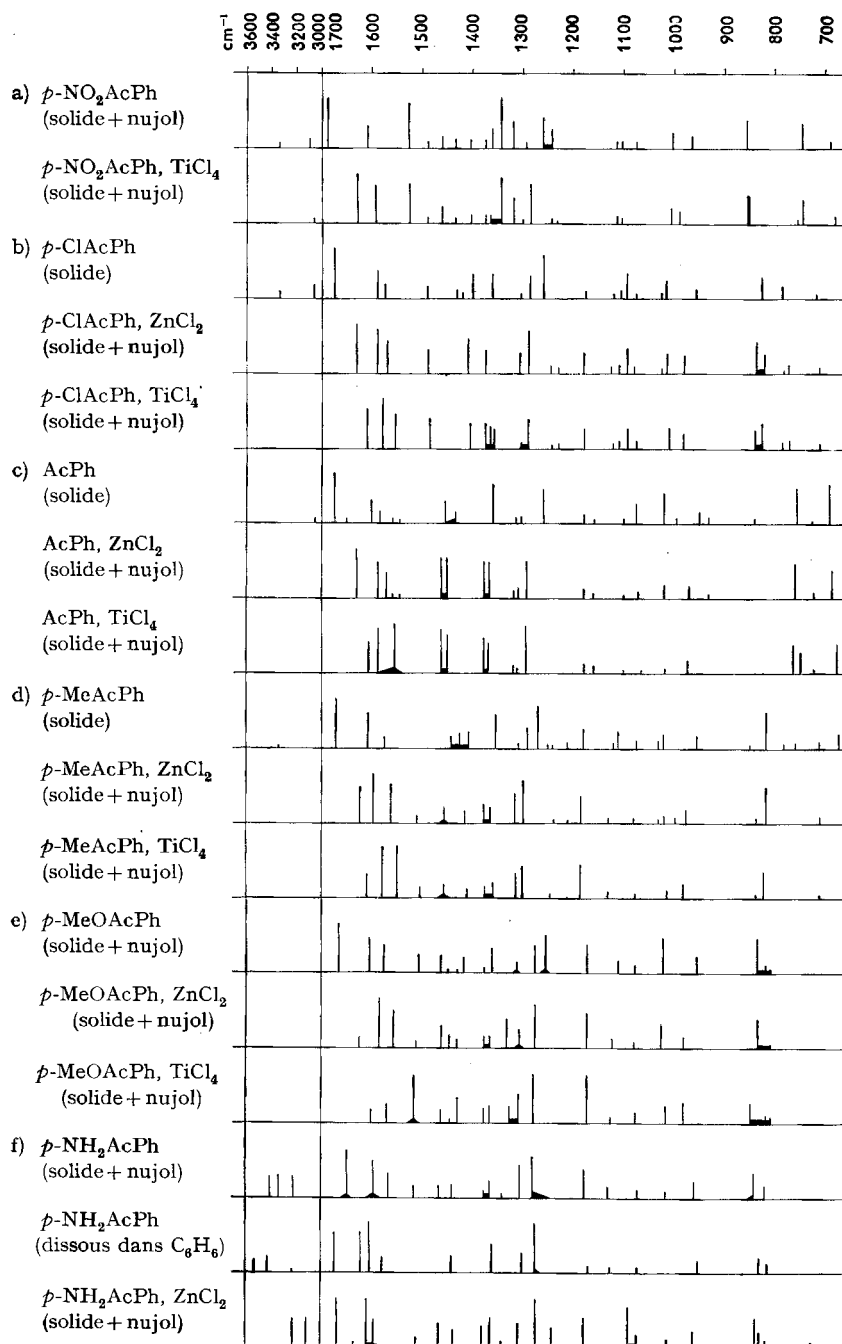 cm⁻¹ 3600 3400 3200 3000 1700 1600 1500 1400 1300 1200 1100 1000 900 800 700
a) p-NO₂AcPh
(solide + nujol)
p-NO₂AcPh, TiCl₄
(solide + nujol)
b) p-ClAcPh
(solide)
p-ClAcPh, ZnCl₂
(solide + nujol)
p-ClAcPh, TiCl₄
(solide + nujol)
c) AcPh
(solide)
AcPh, ZnCl₂
(solide + nujol)
AcPh, TiCl₄
(solide + nujol)
d) p-MeAcPh
(solide)
p-MeAcPh, ZnCl₂
(solide + nujol)
p-MeAcPh, TiCl₄
(solide + nujol)
e) p-MeOAcPh
(solide + nujol)
p-MeOAcPh, ZnCl₂
(solide + nujol)
p-MeOAcPh, TiCl₄
(solide + nujol)
f) p-NH₂AcPh
(solide + nujol)
p-NH₂AcPh
(dissous dans C₆H₆)
p-NH₂AcPh, ZnCl₂
(solide + nujol)